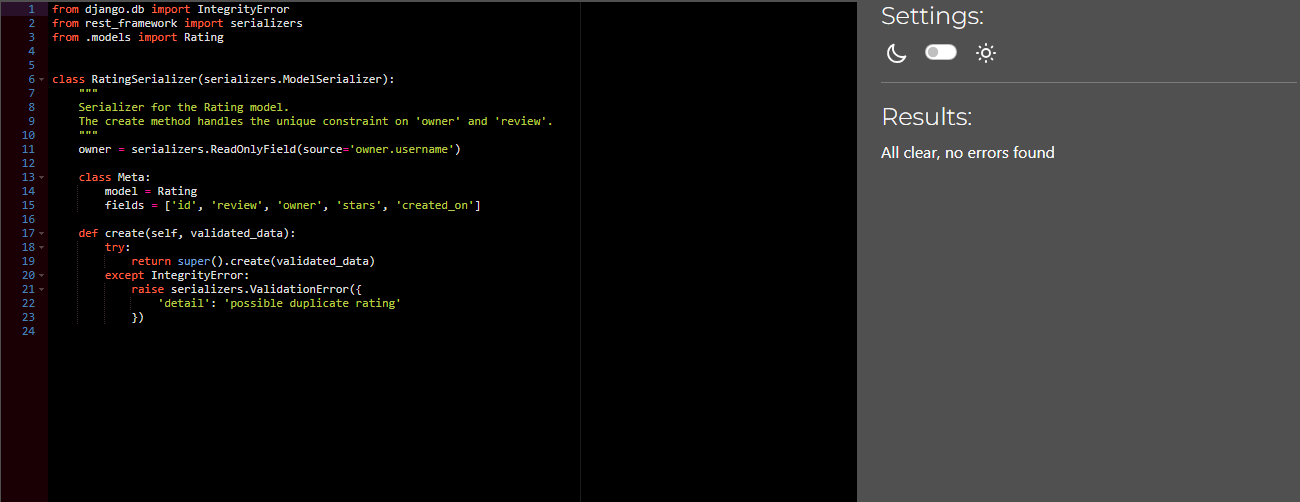 1 from django.db import IntegrityError
2 from rest_framework import serializers
3 from .models import Rating
4
5
6 class RatingSerializer(serializers.ModelSerializer):
7     """
8     Serializer for the Rating model.
9     The create method handles the unique constraint on 'owner' and 'review'.
10     """
11     owner = serializers.ReadOnlyField(source='owner.username')
12
13     class Meta:
14         model = Rating
15         fields = ['id', 'review', 'owner', 'stars', 'created_on']
16
17     def create(self, validated_data):
18         try:
19             return super().create(validated_data)
20         except IntegrityError:
21             raise serializers.ValidationError({
22                 'detail': 'possible duplicate rating'
23             })
24
Settings:
Results:
All clear, no errors found